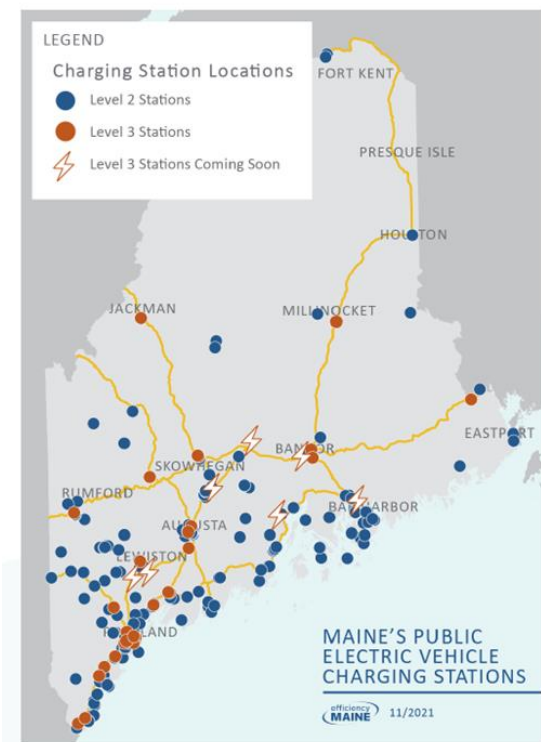 LEGEND
Charging Station Locations
Level 2 Stations
Level 3 Stations
Level 3 Stations Coming Soon
FORT KENT
PRESQUE ISLE
HOULTON
JACKMAN
MILLINOCKET
EASTPORT
BANGOR
SKOWHEGAN
RUMFORD
BAR HARBOR
AUGUSTA
LEWISTON
PORTLAND
MAINE'S PUBLIC
ELECTRIC VEHICLE
CHARGING STATIONS
efficiency
MAINE
11/2021